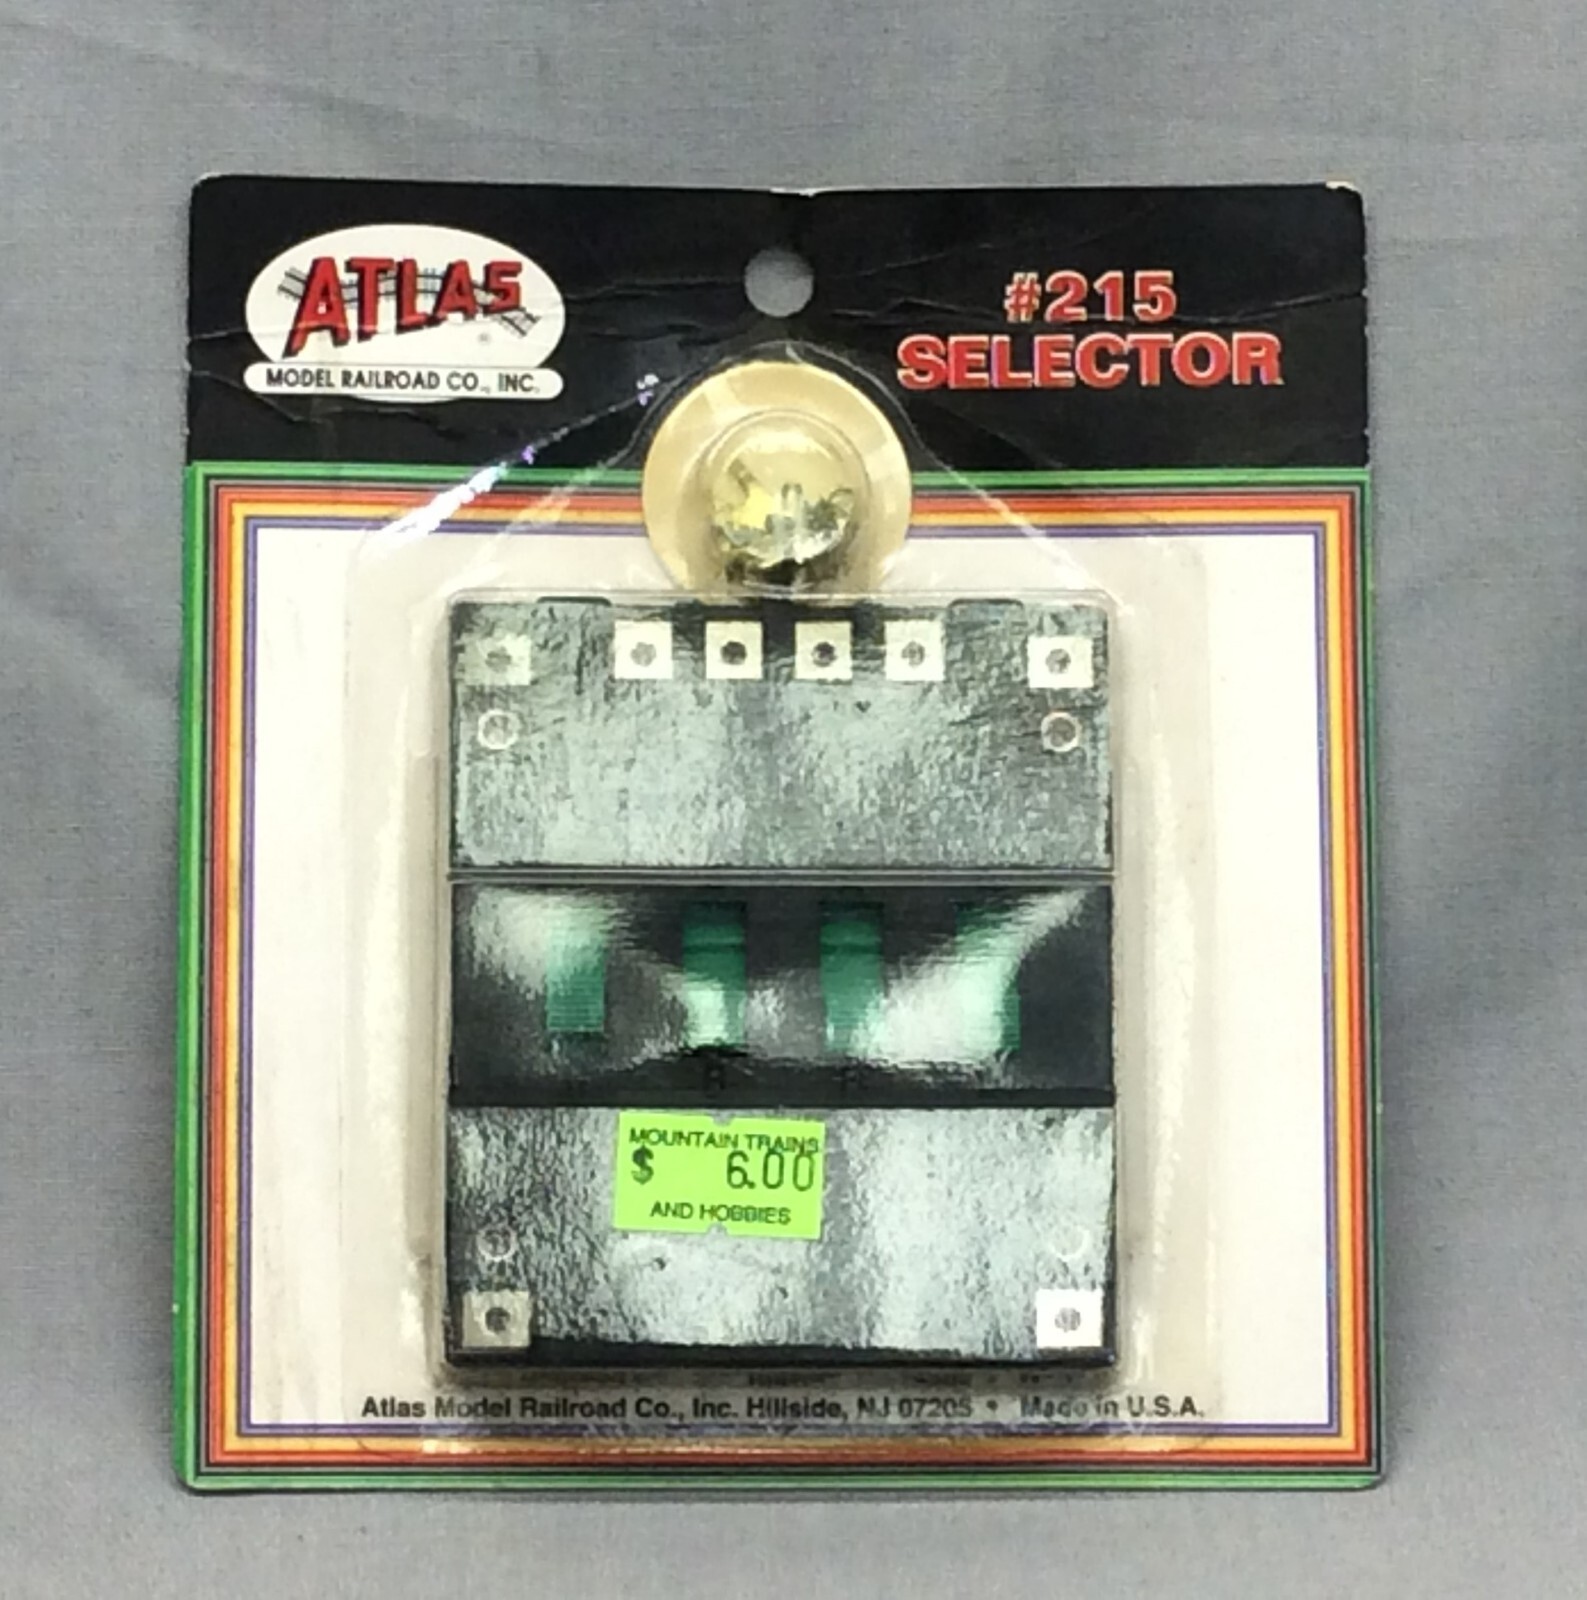 ATLAS
®
MODEL RAILROAD CO., INC.
#215
SELECTOR
MOUNTAIN TRAINS
$ 6.00
AND HOBBIES
Atlas Model Railroad Co., Inc. Hillside, NJ 07205 • Made in U.S.A.